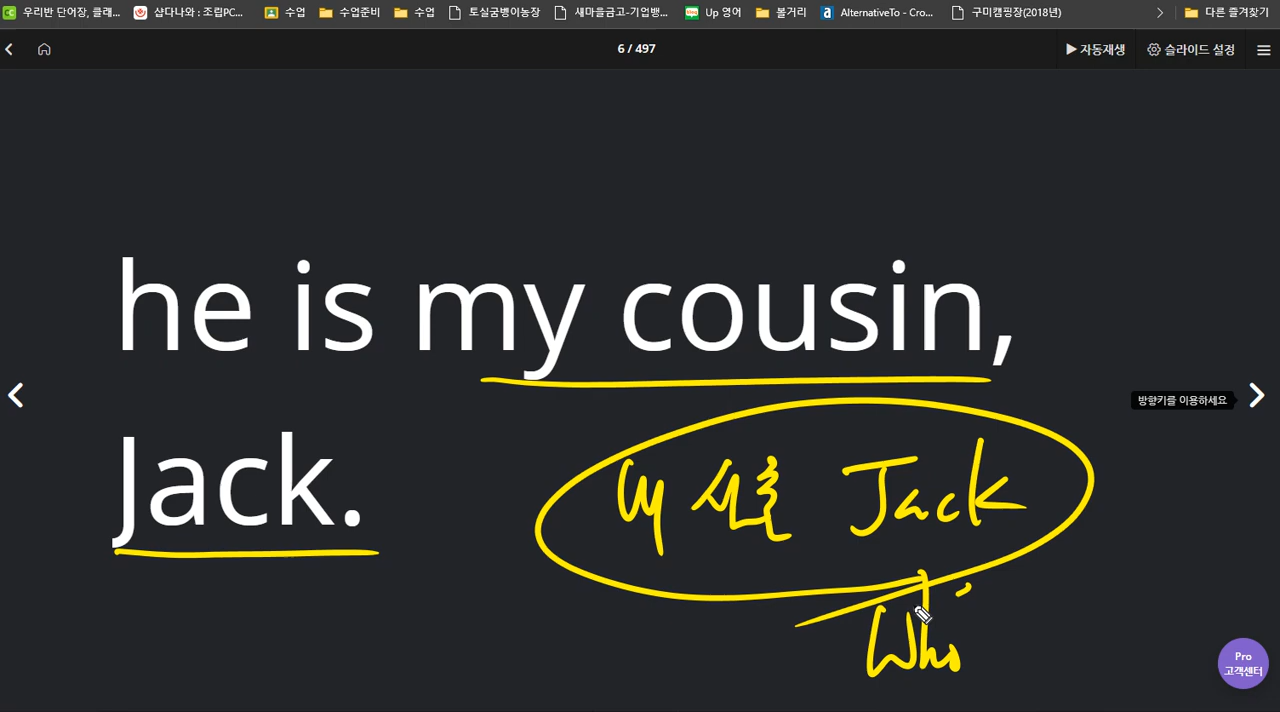 우리반 단어장, 클래... 샵다나와 : 조립PC... 수업 수업준비 수업 토실굼벵이농장 새마을금고-기업뱅... Up 영어 볼거리 AlternativeTo - Cro... 구미캠핑장(2018년) 다른 즐겨찾기
6 / 497 자동재생 슬라이드 설정
he is my cousin,
방향키를 이용하세요
Jack.
내 사촌 Jack
Who
Pro
고객센터